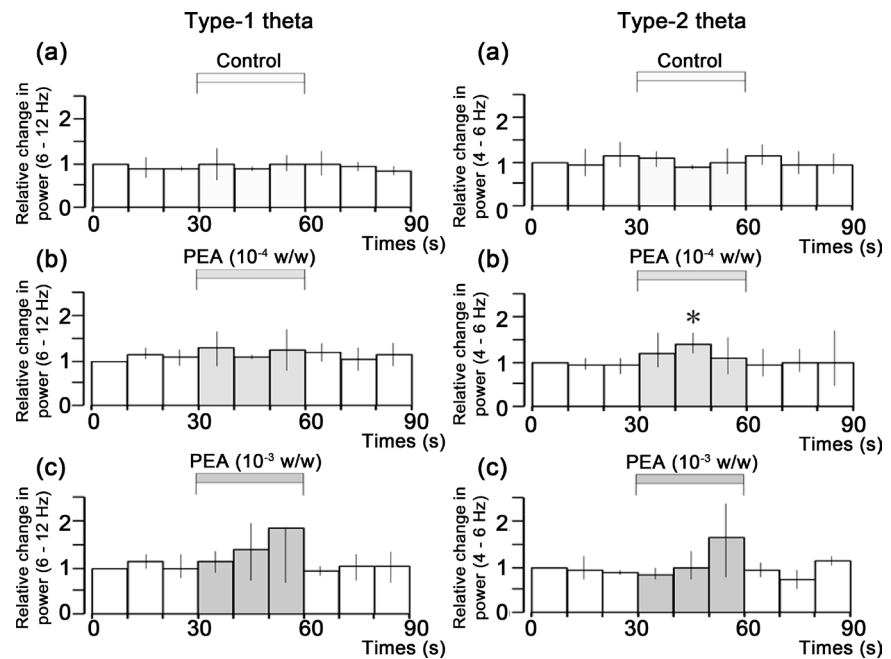 Type-1 theta
(a)
Control
Relative change in
power (6 - 12 Hz)
2
1
0
0 30 60 90
Times (s)
(b)
PEA (10⁻⁴ w/w)
Relative change in
power (6 - 12 Hz)
2
1
0
0 30 60 90
Times (s)
(c)
PEA (10⁻³ w/w)
Relative change in
power (6 - 12 Hz)
2
1
0
0 30 60 90
Times (s)
Type-2 theta
(a)
Control
Relative change in
power (4 - 6 Hz)
2
1
0
0 30 60 90
Times (s)
(b)
PEA (10⁻⁴ w/w)
Relative change in
power (4 - 6 Hz)
2
1
0
*
0 30 60 90
Times (s)
(c)
PEA (10⁻³ w/w)
Relative change in
power (4 - 6 Hz)
2
1
0
0 30 60 90
Times (s)